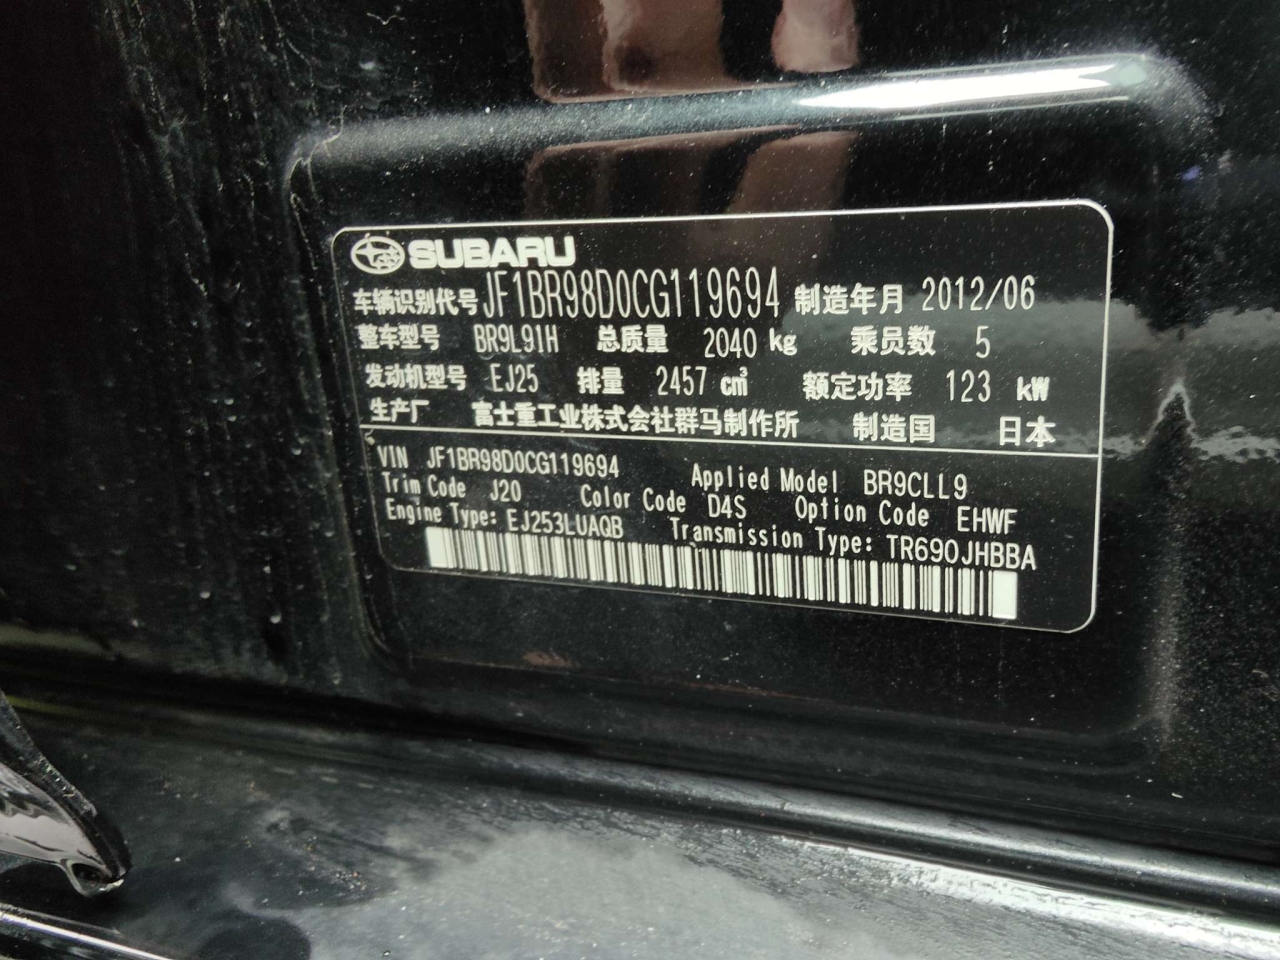 SUBARU
车辆识别代号 JF1BR98D0CG119694 制造年月 2012/06
整车型号 BR9L91H 总质量 2040 kg 乘员数 5
发动机型号 EJ25 排量 2457 cm³ 额定功率 123 kW
生产厂 富士重工业株式会社群马制作所 制造国 日本
VIN JF1BR98D0CG119694 Applied Model BR9CLL9
Trim Code J20 Color Code D4S Option Code EHWF
Engine Type: EJ253LUAQB Transmission Type: TR690JHBBA